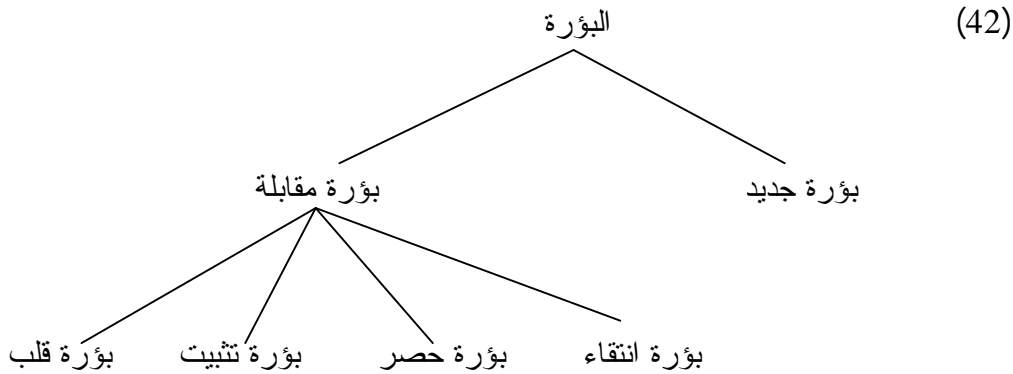 (42)
البؤرة
بؤرة جديد
بؤرة مقابلة
بؤرة انتقاء
بؤرة حصر
بؤرة تثبيت
بؤرة قلب